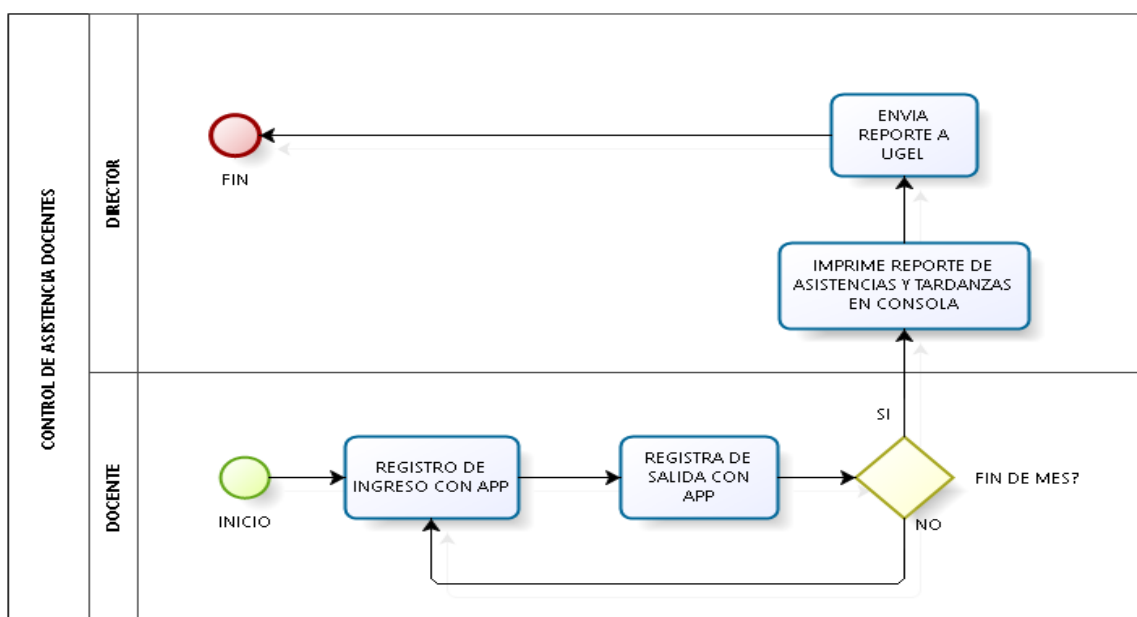 CONTROL DE ASISTENCIA DOCENTES
DIRECTOR
FIN
ENVIA
REPORTE A
UGEL
IMPRIME REPORTE DE
ASISTENCIAS Y TARDANZAS
EN CONSOLA
DOCENTE
INICIO
REGISTRO DE
INGRESO CON APP
REGISTRA DE
SALIDA CON
APP
SI
FIN DE MES?
NO